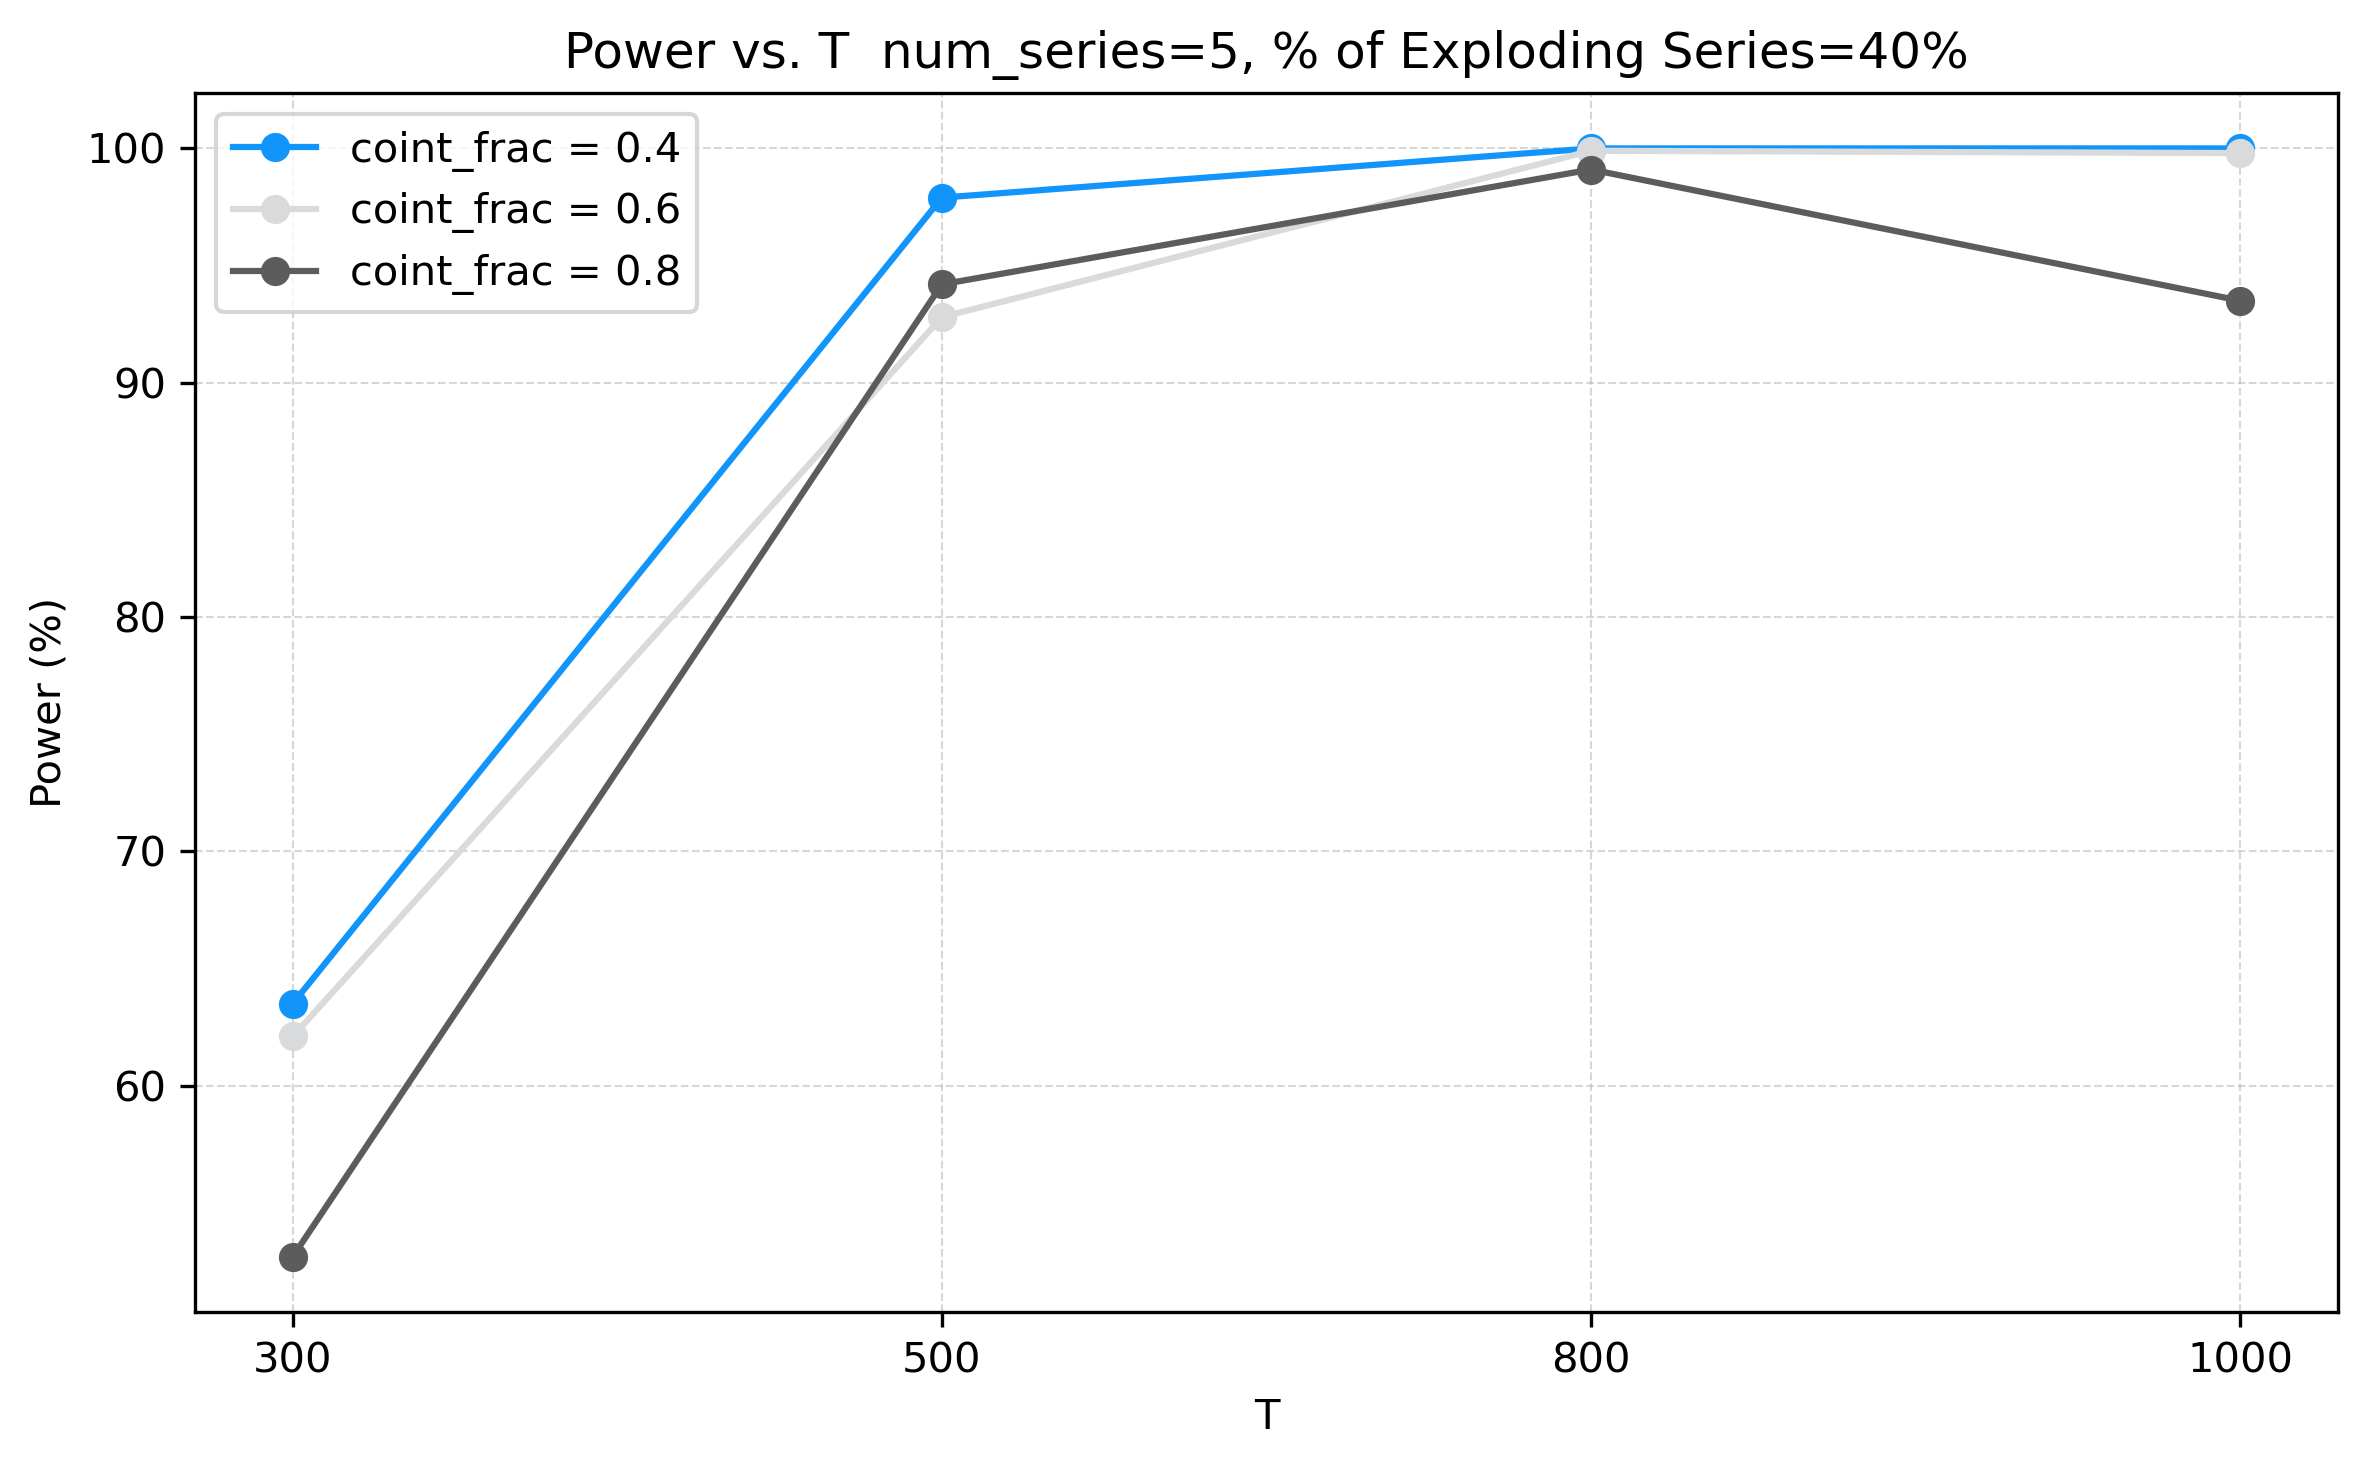 Power vs. T  num_series=5, % of Exploding Series=40%
coint_frac = 0.4
coint_frac = 0.6
coint_frac = 0.8
Power (%)
100
90
80
70
60
300 500 800 1000
T